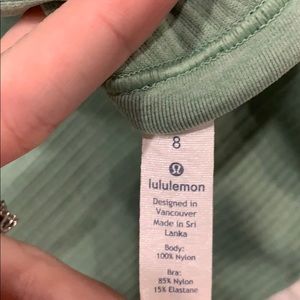 8
lululemon
Designed in
Vancouver
Made in Sri
Lanka
Body:
100% Nylon
Bra:
85% Nylon
15% Elastane